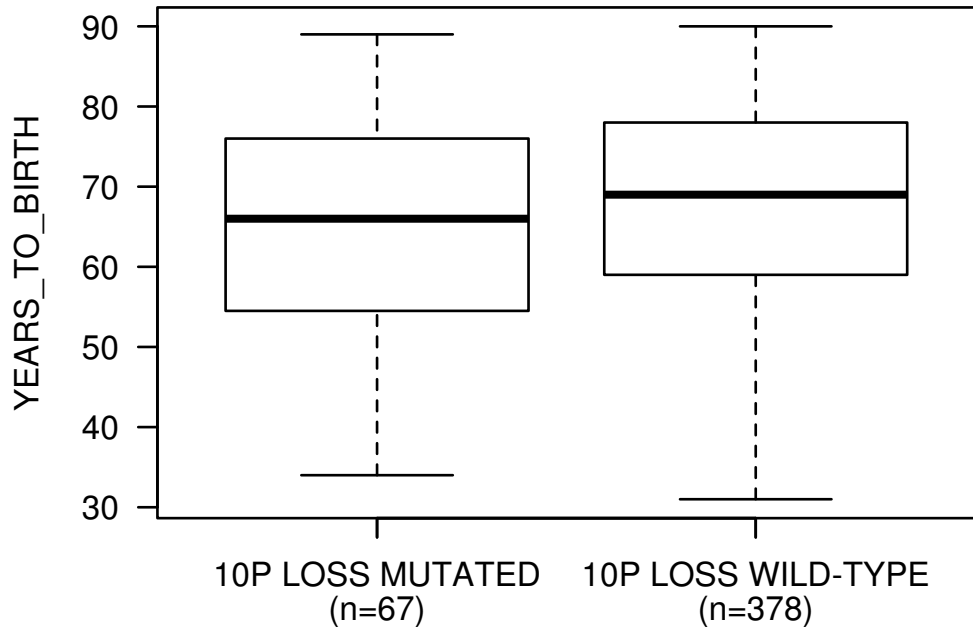 YEARS_TO_BIRTH
90
80
70
60
50
40
30
10P LOSS MUTATED
(n=67)
10P LOSS WILD-TYPE
(n=378)